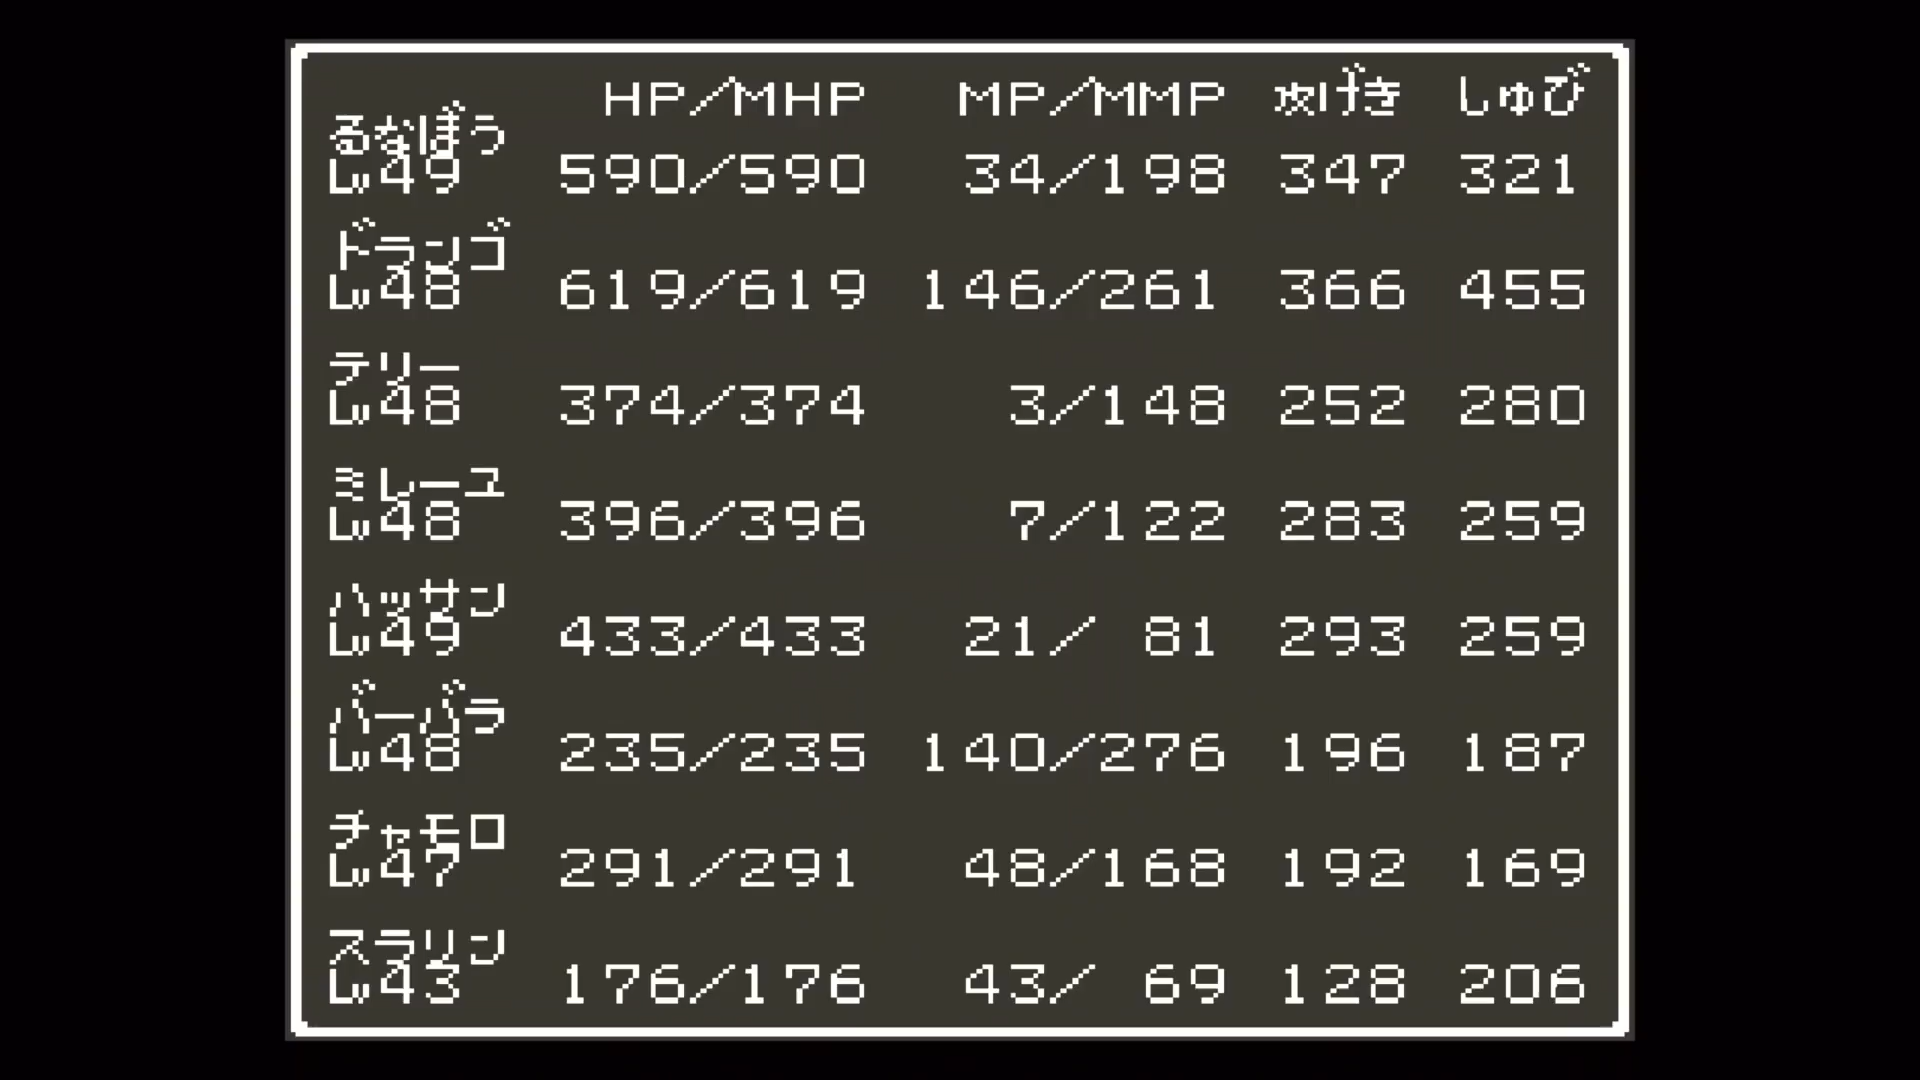 HP/MHP MP/MMP 攻げき しゅび
るなぼう
Lv49 590/590 34/198 347 321
ドランゴ
Lv48 619/619 146/261 366 455
テリー
Lv48 374/374 3/148 252 280
ミレーユ
Lv48 396/396 7/122 283 259
ハッサン
Lv49 433/433 21/ 81 293 259
バーバラ
Lv48 235/235 140/276 196 187
チャモロ
Lv47 291/291 48/168 192 169
スラリン
Lv43 176/176 43/ 69 128 206